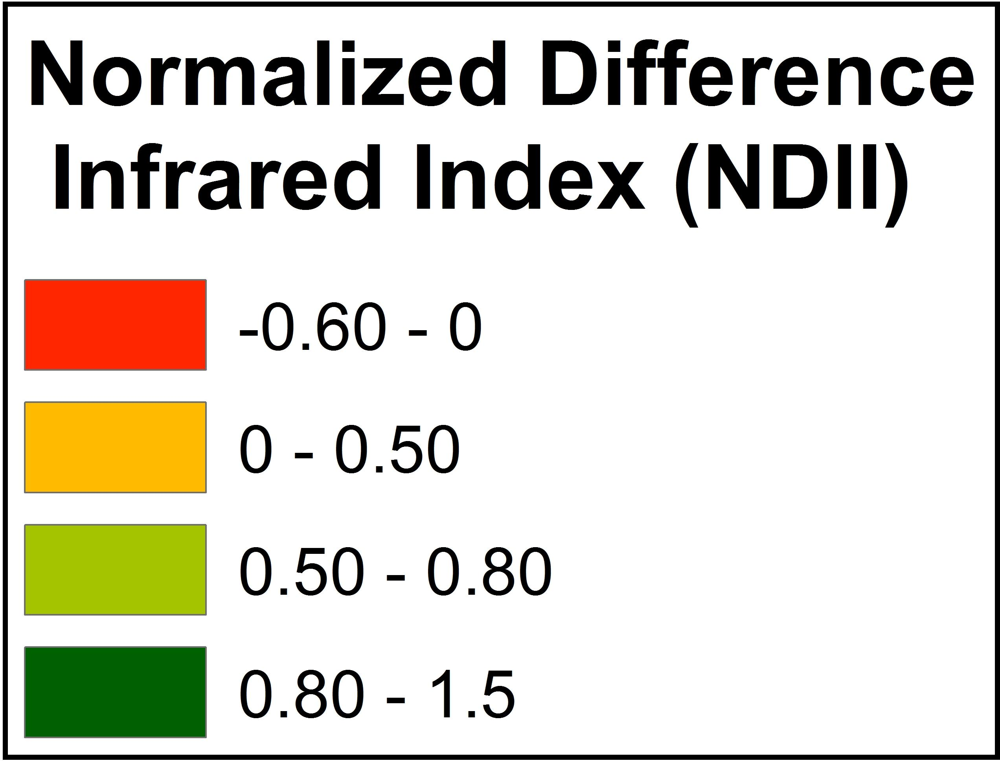 Normalized Difference
Infrared Index (NDII)
-0.60 - 0
0 - 0.50
0.50 - 0.80
0.80 - 1.5